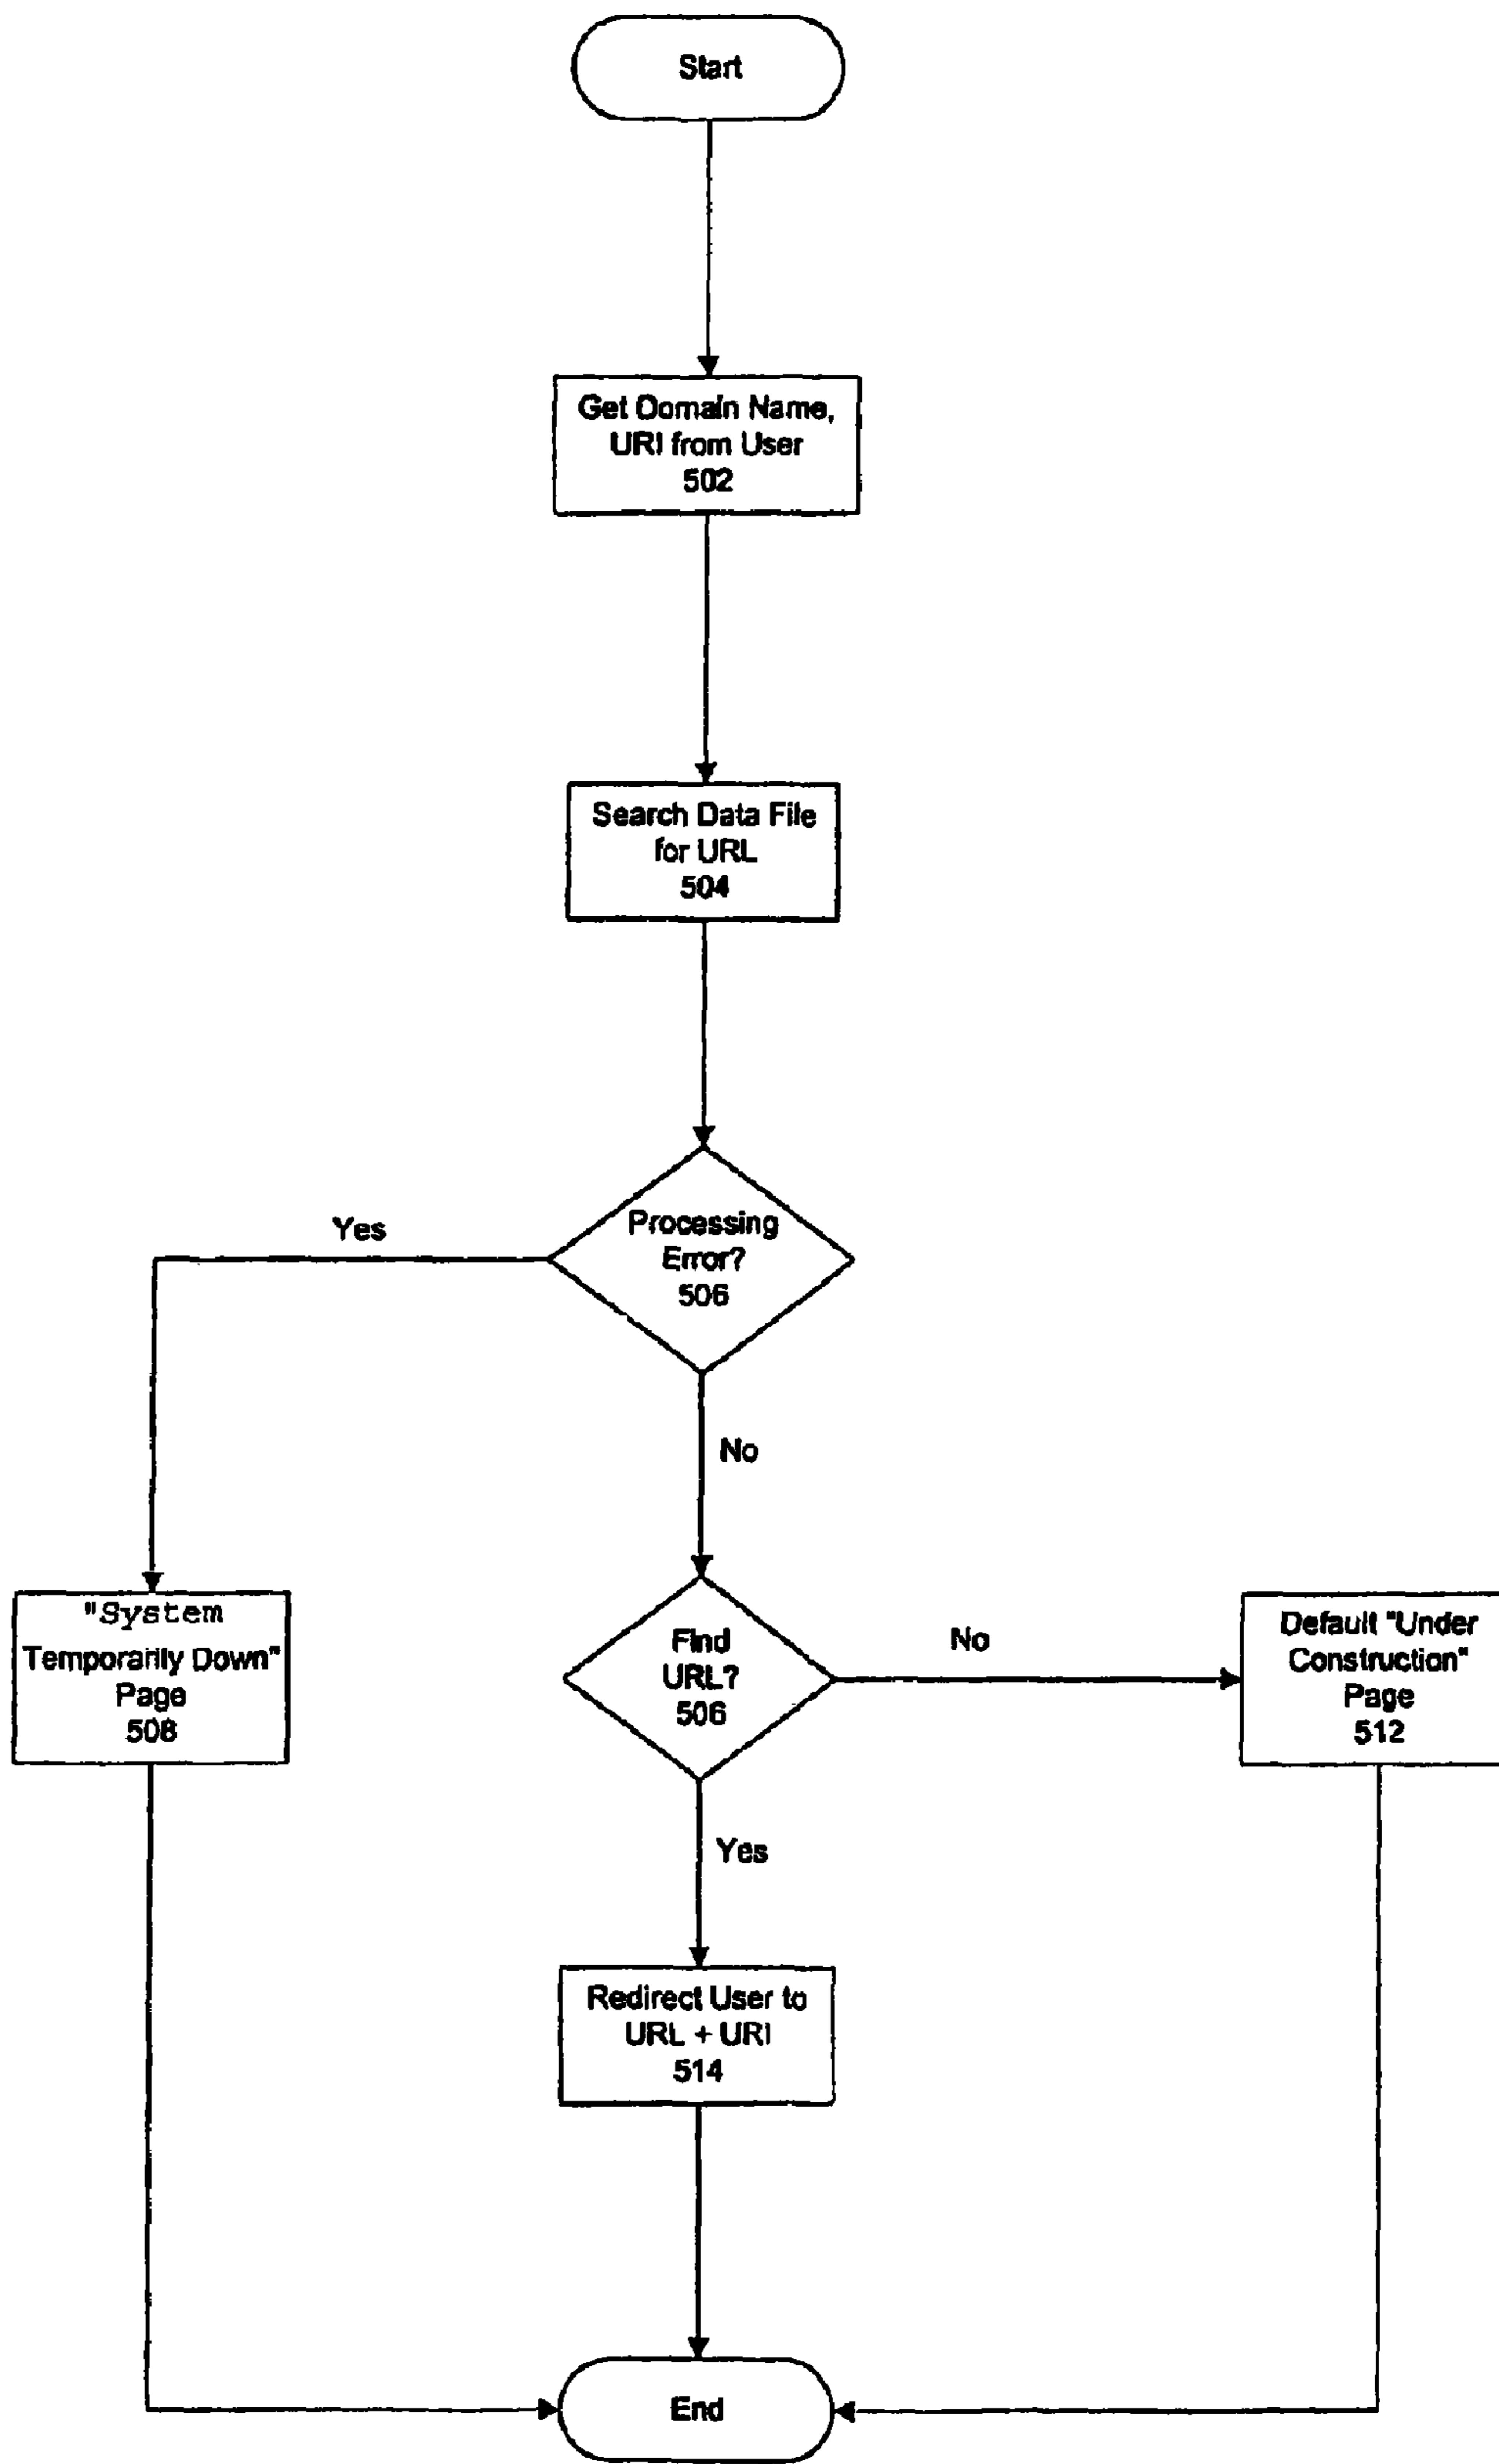 Start
Get Domain Name,
URI from User
502
Search Data File
for URL
504
Processing
Error?
506
Yes
No
"System
Temporarily Down"
Page
508
Find
URL?
506
No
Default "Under
Construction"
Page
512
Yes
Redirect User to
URL + URI
514
End